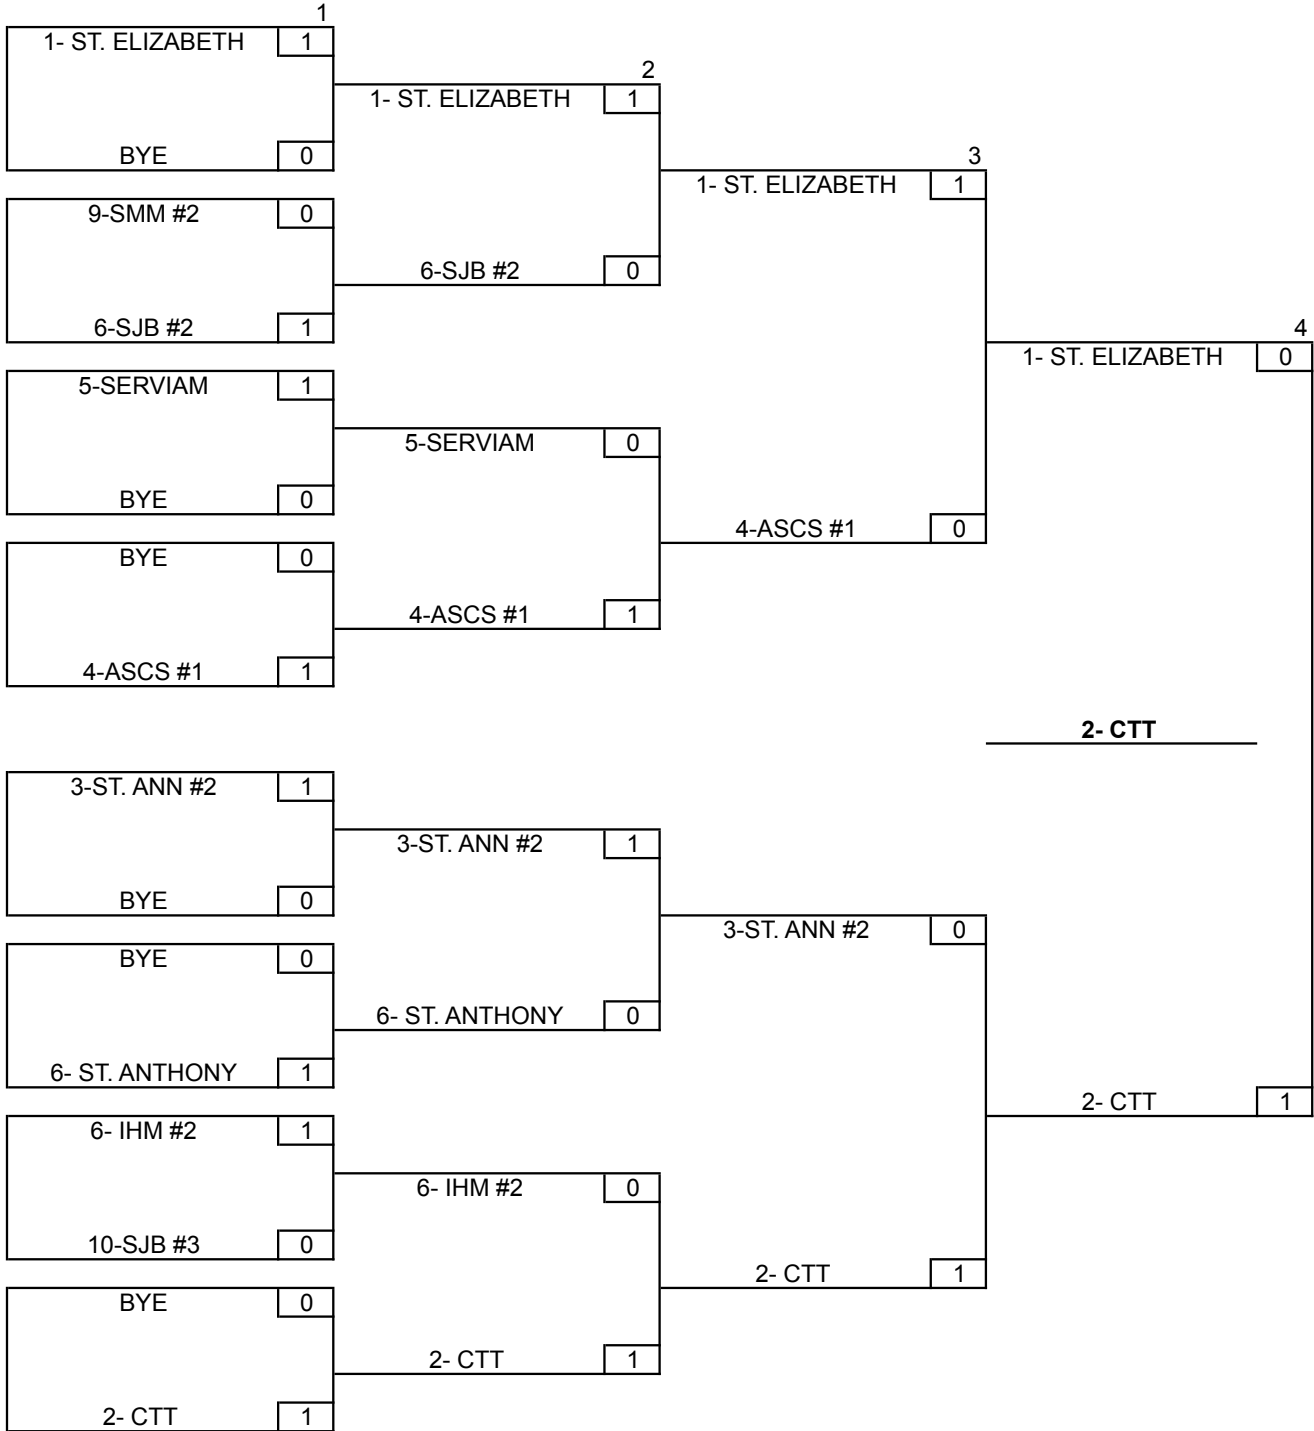 1
1- ST. ELIZABETH 1
2
1- ST. ELIZABETH 1
BYE 0
3
1- ST. ELIZABETH 1
9-SMM #2 0
6-SJB #2 0
6-SJB #2 1
4
1- ST. ELIZABETH 0
5-SERVIAM 1
5-SERVIAM 0
BYE 0
4-ASCS #1 0
BYE 0
4-ASCS #1 1
4-ASCS #1 1
2- CTT
3-ST. ANN #2 1
3-ST. ANN #2 1
BYE 0
3-ST. ANN #2 0
BYE 0
6- ST. ANTHONY 0
6- ST. ANTHONY 1
2- CTT 1
6- IHM #2 1
6- IHM #2 0
10-SJB #3 0
2- CTT 1
BYE 0
2- CTT 1
2- CTT 1